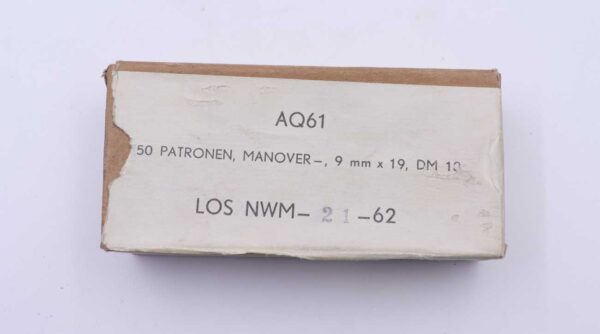 AQ61
50 PATRONEN, MANOVER-, 9 mm x 19, DM
LOS NWM- 21 -62